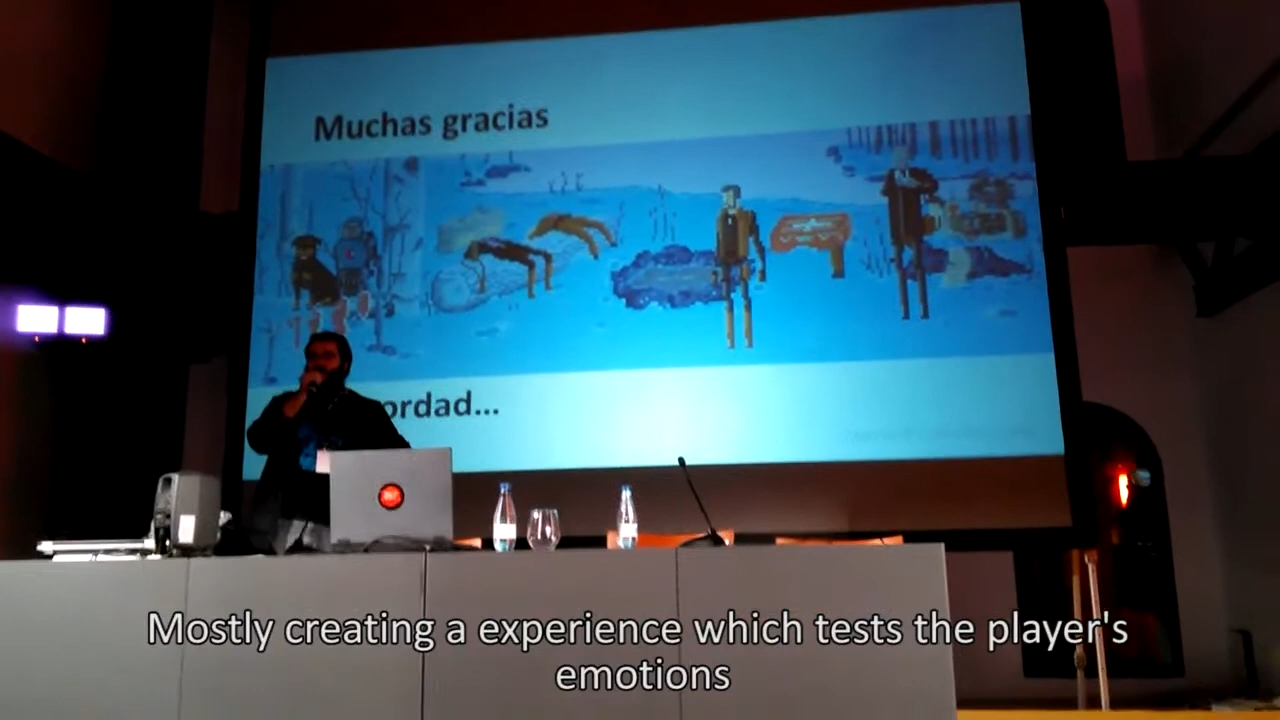 Muchas gracias
ordad...
Mostly creating a experience which tests the player's
emotions